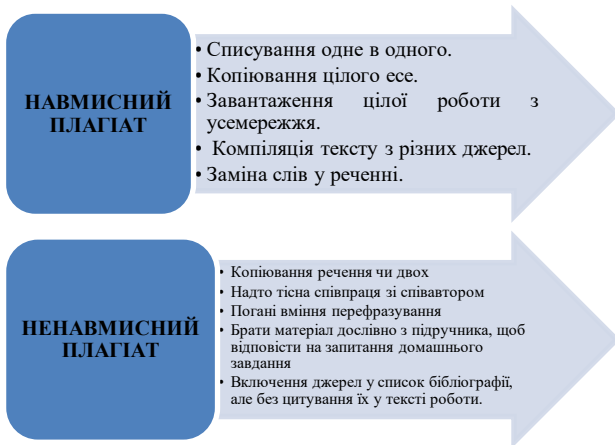 НАВМИСНИЙ
ПЛАГІАТ
• Списування одне в одного.
• Копіювання цілого есе.
• Завантаження цілої роботи з
усемережжя.
• Компіляція тексту з різних джерел.
• Заміна слів у реченні.
НЕНАВМИСНИЙ
ПЛАГІАТ
• Копіювання речення чи двох
• Надто тісна співпраця зі співавтором
• Погані вміння перефразування
• Брати матеріал дослівно з підручника, щоб
відповісти на запитання домашнього
завдання
• Включення джерел у список бібліографії,
але без цитування їх у тексті роботи.